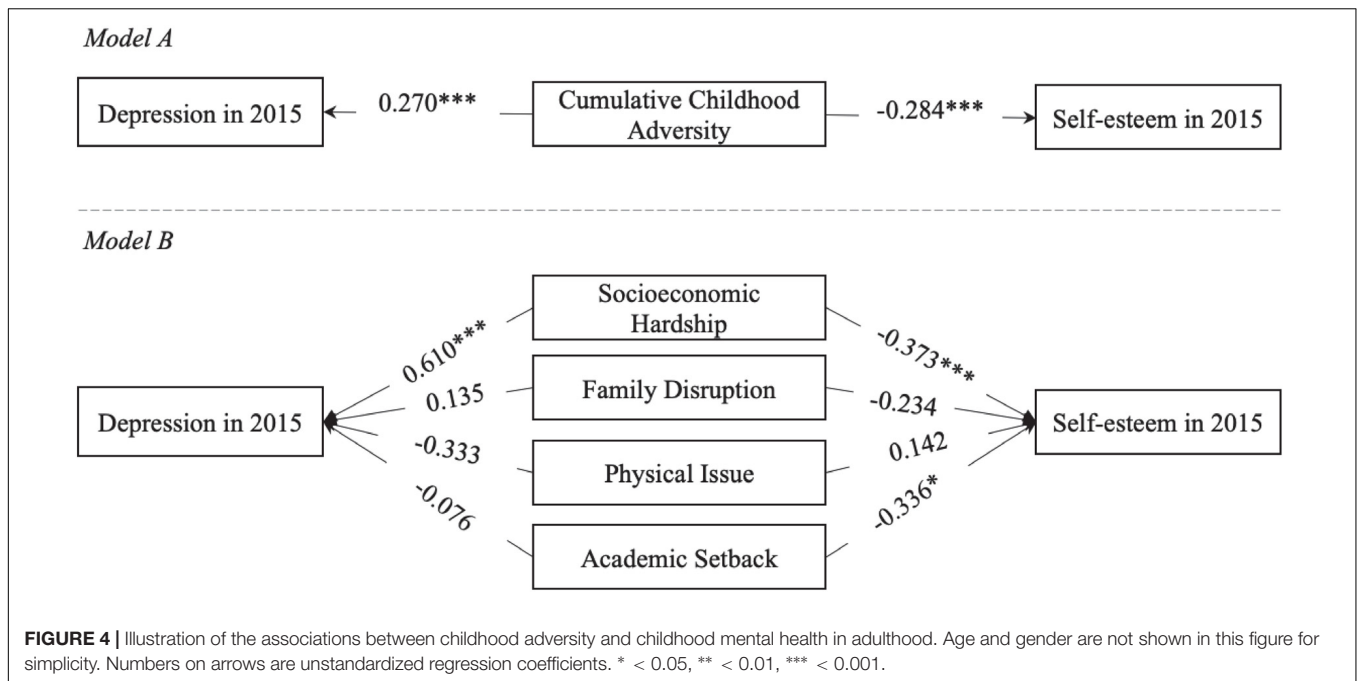 Model A
Depression in 2015
0.270***
Cumulative Childhood
Adversity
-0.284***
Self-esteem in 2015
Model B
Depression in 2015
0.610***
0.135
-0.333
-0.076
Socioeconomic
Hardship
Family Disruption
Physical Issue
Academic Setback
-0.373***
-0.234
0.142
-0.336*
Self-esteem in 2015
FIGURE 4 | Illustration of the associations between childhood adversity and childhood mental health in adulthood. Age and gender are not shown in this figure for
simplicity. Numbers on arrows are unstandardized regression coefficients. * < 0.05, ** < 0.01, *** < 0.001.